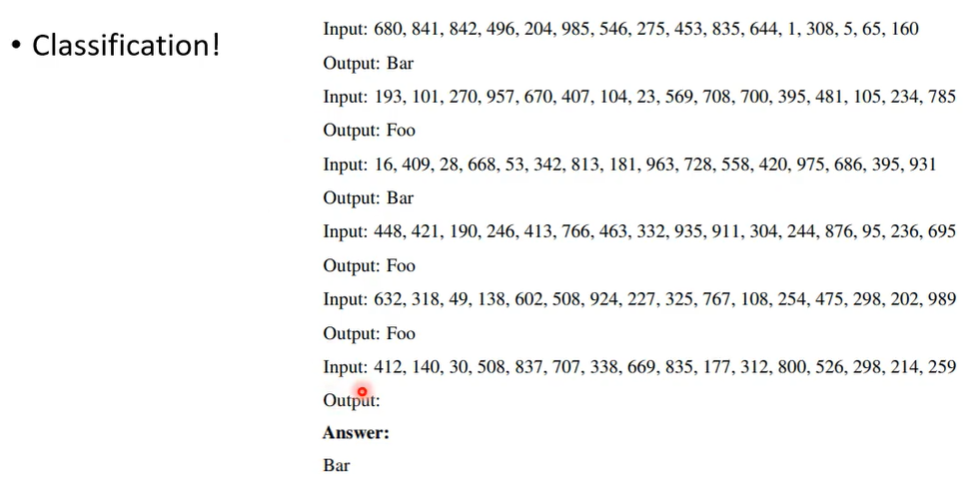 • Classification!
Input: 680, 841, 842, 496, 204, 985, 546, 275, 453, 835, 644, 1, 308, 5, 65, 160
Output: Bar
Input: 193, 101, 270, 957, 670, 407, 104, 23, 569, 708, 700, 395, 481, 105, 234, 785
Output: Foo
Input: 16, 409, 28, 668, 53, 342, 813, 181, 963, 728, 558, 420, 975, 686, 395, 931
Output: Bar
Input: 448, 421, 190, 246, 413, 766, 463, 332, 935, 911, 304, 244, 876, 95, 236, 695
Output: Foo
Input: 632, 318, 49, 138, 602, 508, 924, 227, 325, 767, 108, 254, 475, 298, 202, 989
Output: Foo
Input: 412, 140, 30, 508, 837, 707, 338, 669, 835, 177, 312, 800, 526, 298, 214, 259
Output:
Answer:
Bar